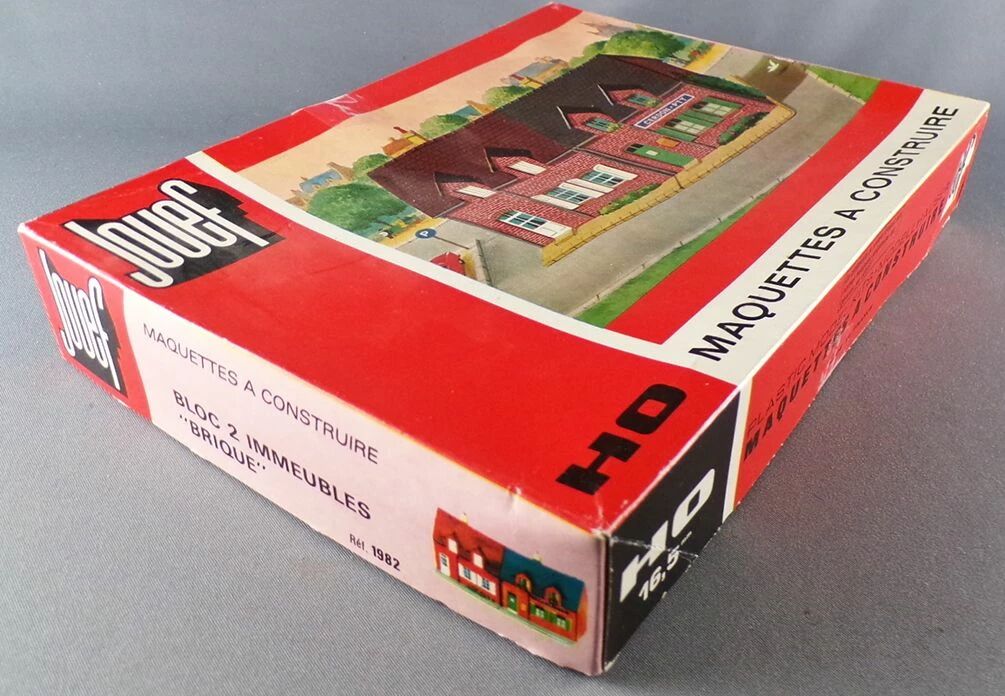 Jouef
MAQUETTES A CONSTRUIRE
HO
P
Jouef
MAQUETTES A CONSTRUIRE
BLOC 2 IMMEUBLES
"BRIQUE"
Réf. 1982
HO
16,5
MAQUETTES A CONSTRUIRE